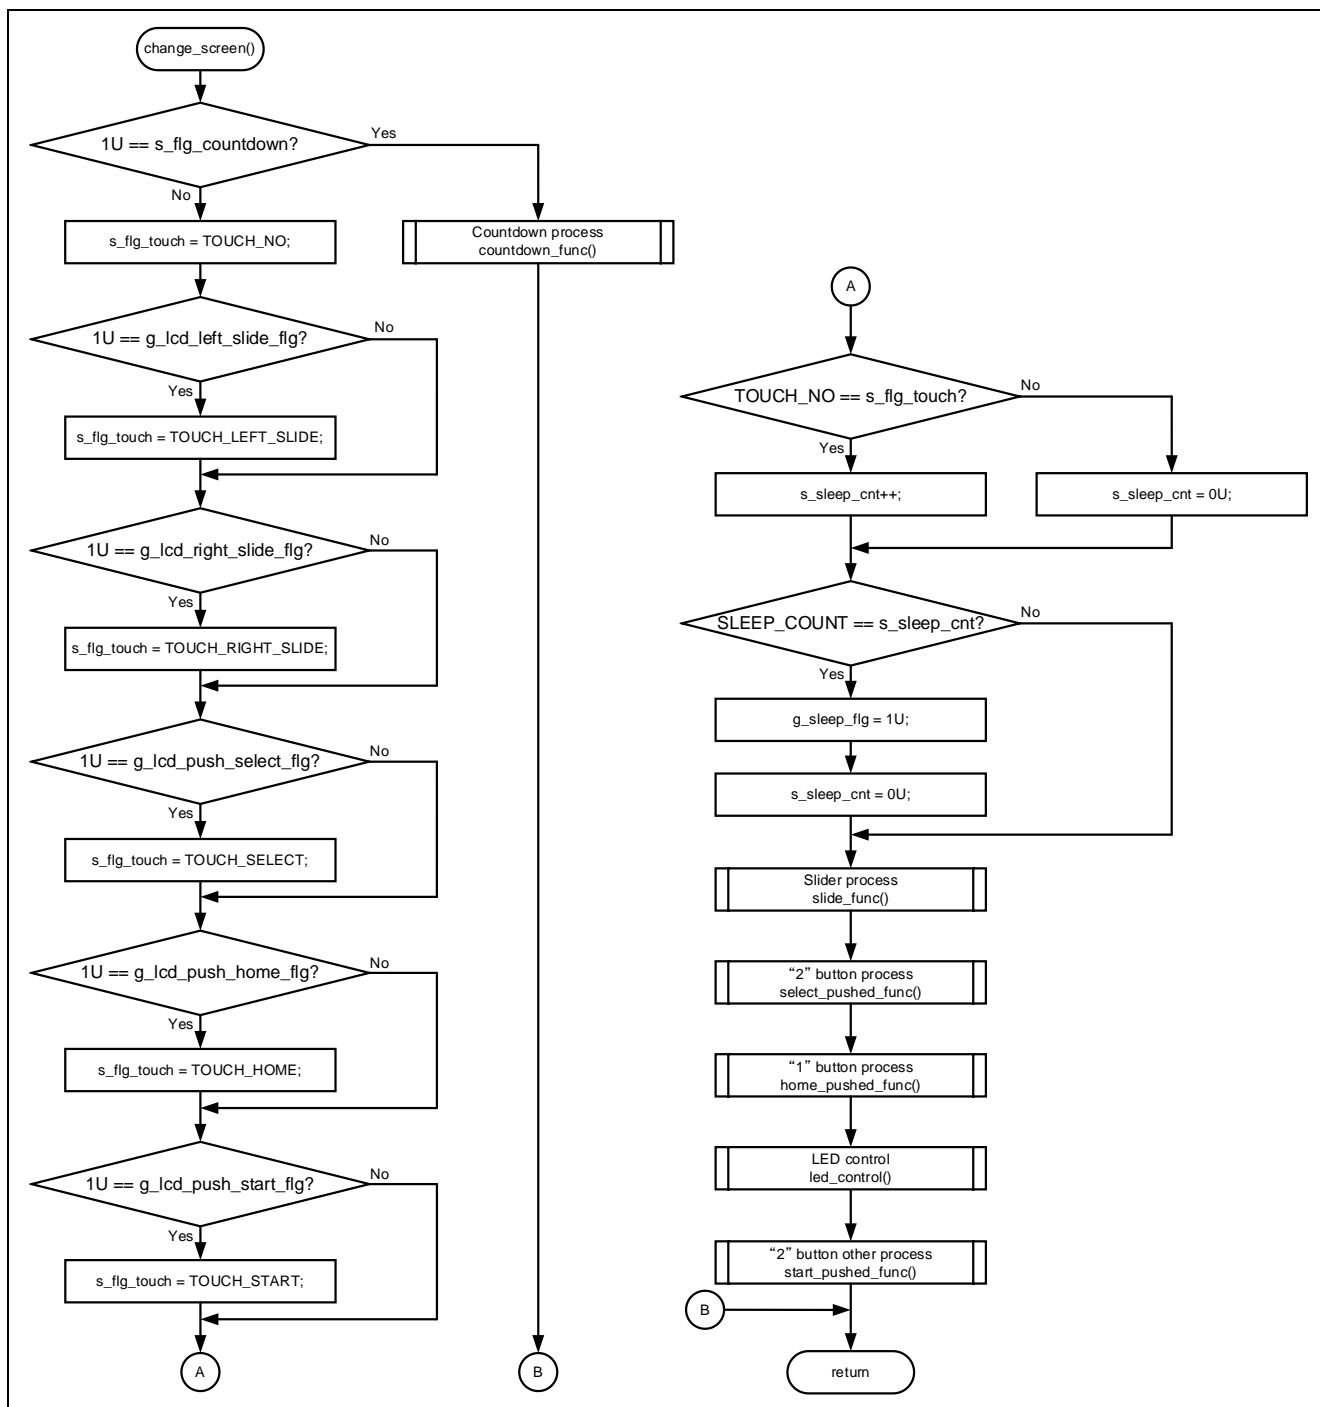 change_screen()
1U == s_flg_countdown?
Yes
No
s_flg_touch = TOUCH_NO;
Countdown process
countdown_func()
1U == g_lcd_left_slide_flg?
No
Yes
s_flg_touch = TOUCH_LEFT_SLIDE;
1U == g_lcd_right_slide_flg?
No
Yes
s_flg_touch = TOUCH_RIGHT_SLIDE;
1U == g_lcd_push_select_flg?
No
Yes
s_flg_touch = TOUCH_SELECT;
1U == g_lcd_push_home_flg?
No
Yes
s_flg_touch = TOUCH_HOME;
1U == g_lcd_push_start_flg?
No
Yes
s_flg_touch = TOUCH_START;
A
B
A
TOUCH_NO == s_flg_touch?
No
Yes
s_sleep_cnt++;
s_sleep_cnt = 0U;
SLEEP_COUNT == s_sleep_cnt?
No
Yes
g_sleep_flg = 1U;
s_sleep_cnt = 0U;
Slider process
slide_func()
“2” button process
select_pushed_func()
“1” button process
home_pushed_func()
LED control
led_control()
“2” button other process
start_pushed_func()
B
return